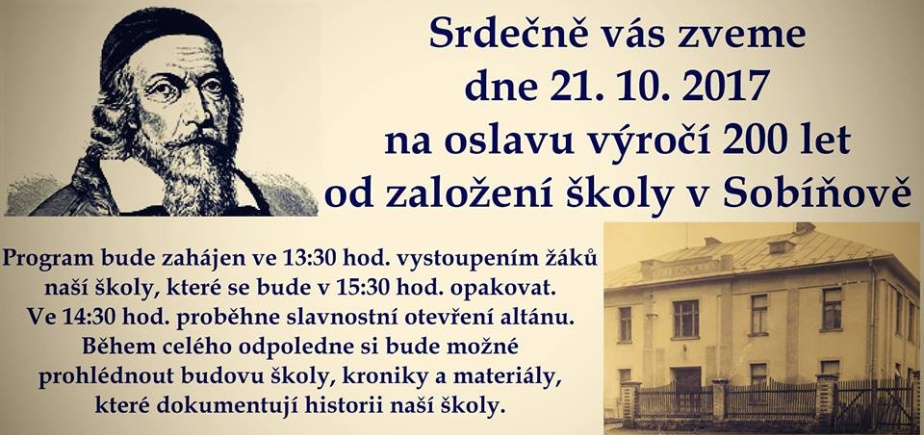 Srdečně vás zveme
dne 21. 10. 2017
na oslavu výročí 200 let
od založení školy v Sobíňově
Program bude zahájen ve 13:30 hod. vystoupením žáků
naší školy, které se bude v 15:30 hod. opakovat.
Ve 14:30 hod. proběhne slavnostní otevření altánu.
Během celého odpoledne si bude možné
prohlédnout budovu školy, kroniky a materiály,
které dokumentují historii naší školy.